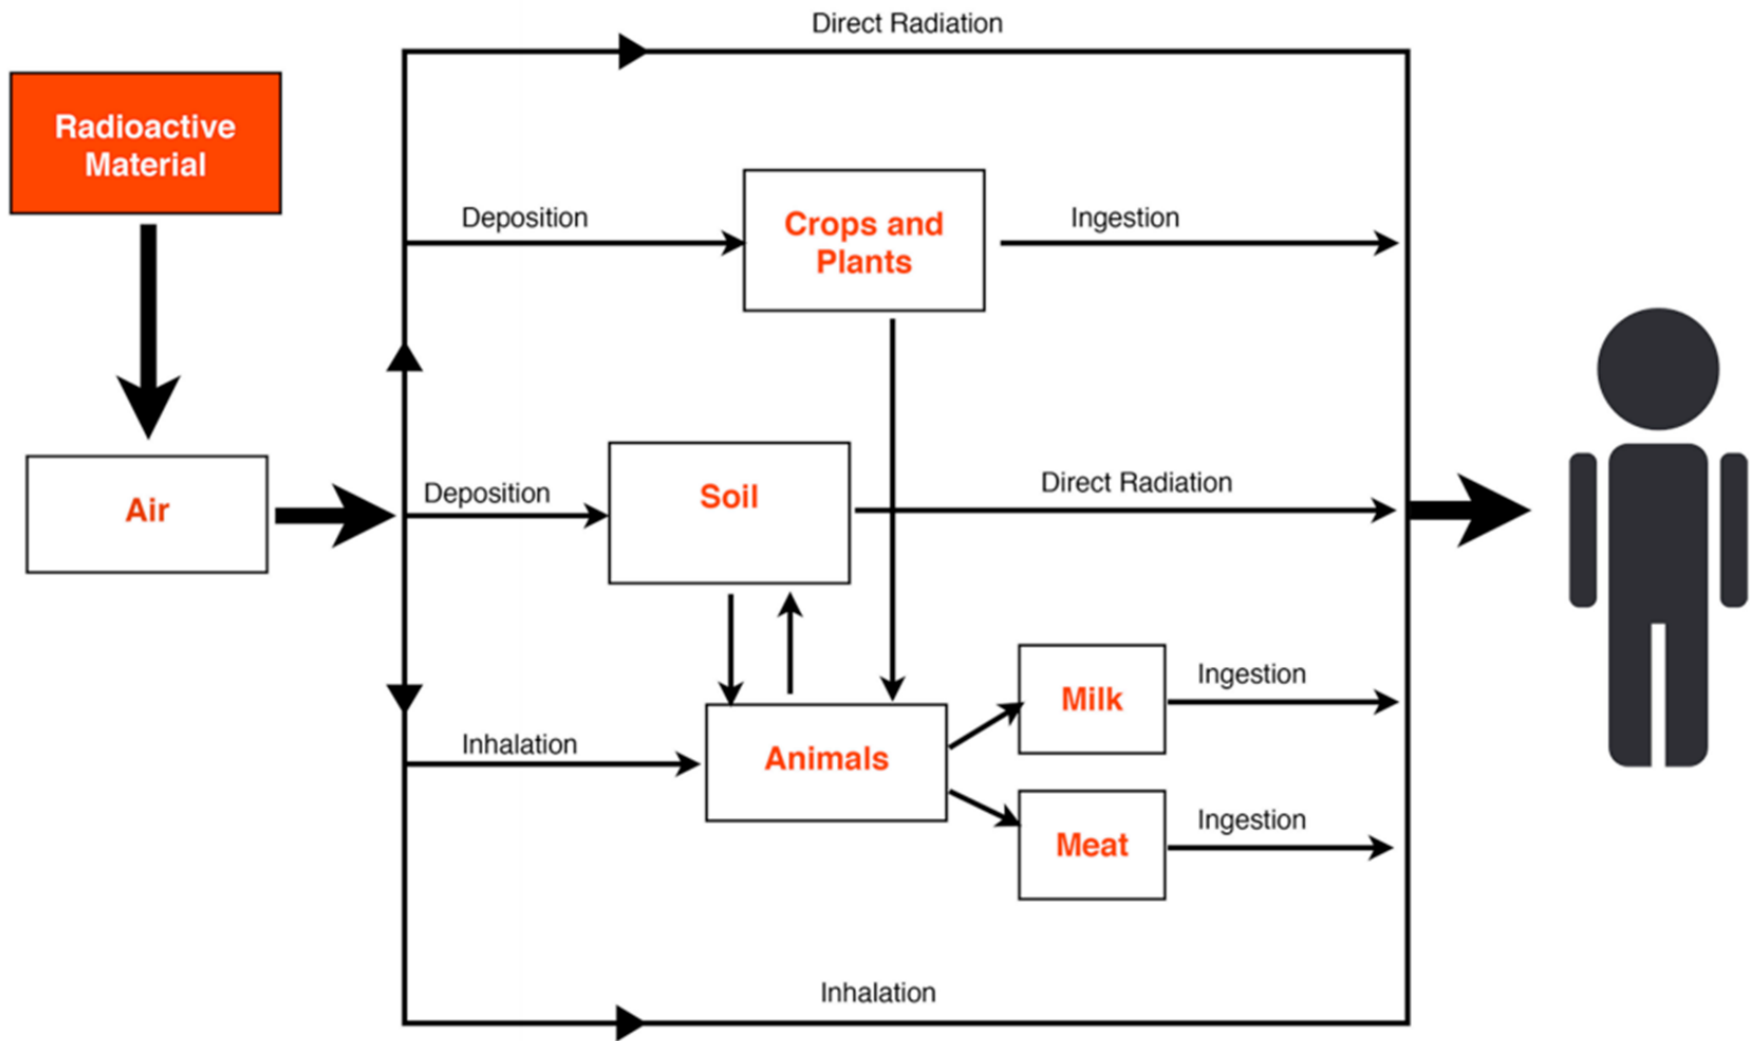 Direct Radiation
Radioactive
Material
Deposition
Crops and
Plants
Ingestion
Air
Deposition
Soil
Direct Radiation
Inhalation
Animals
Milk
Ingestion
Meat
Ingestion
Inhalation